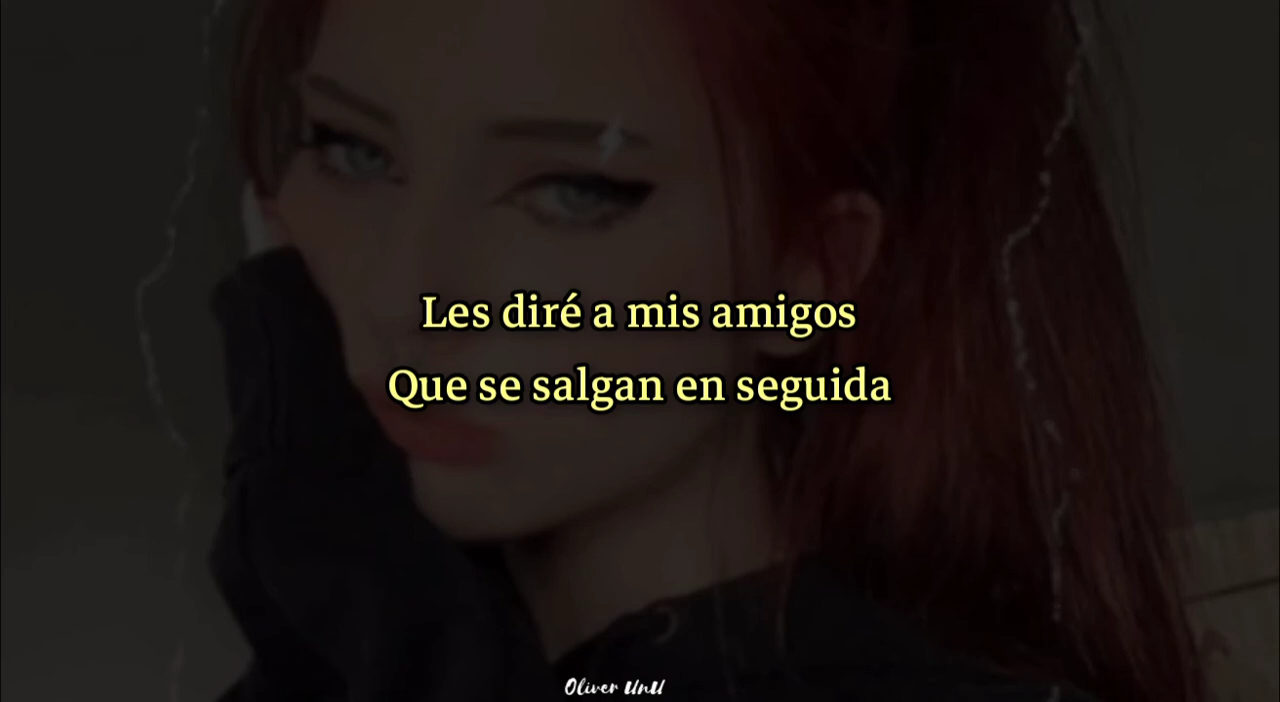 Les diré a mis amigos
Que se salgan en seguida
Oliver UnU